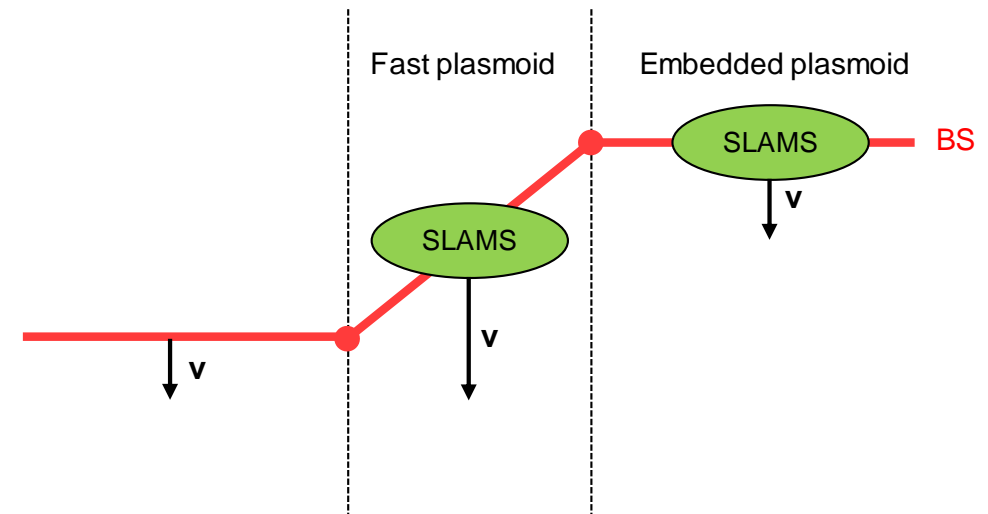 Fast plasmoid
Embedded plasmoid
SLAMS
BS
v
SLAMS
v
v